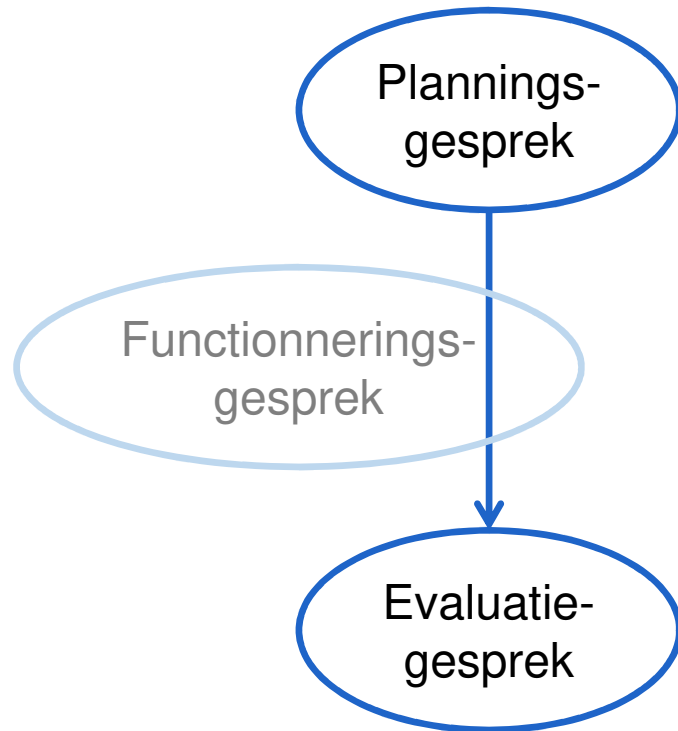 Plannings-
gesprek
Functionnerings-
gesprek
Evaluatie-
gesprek